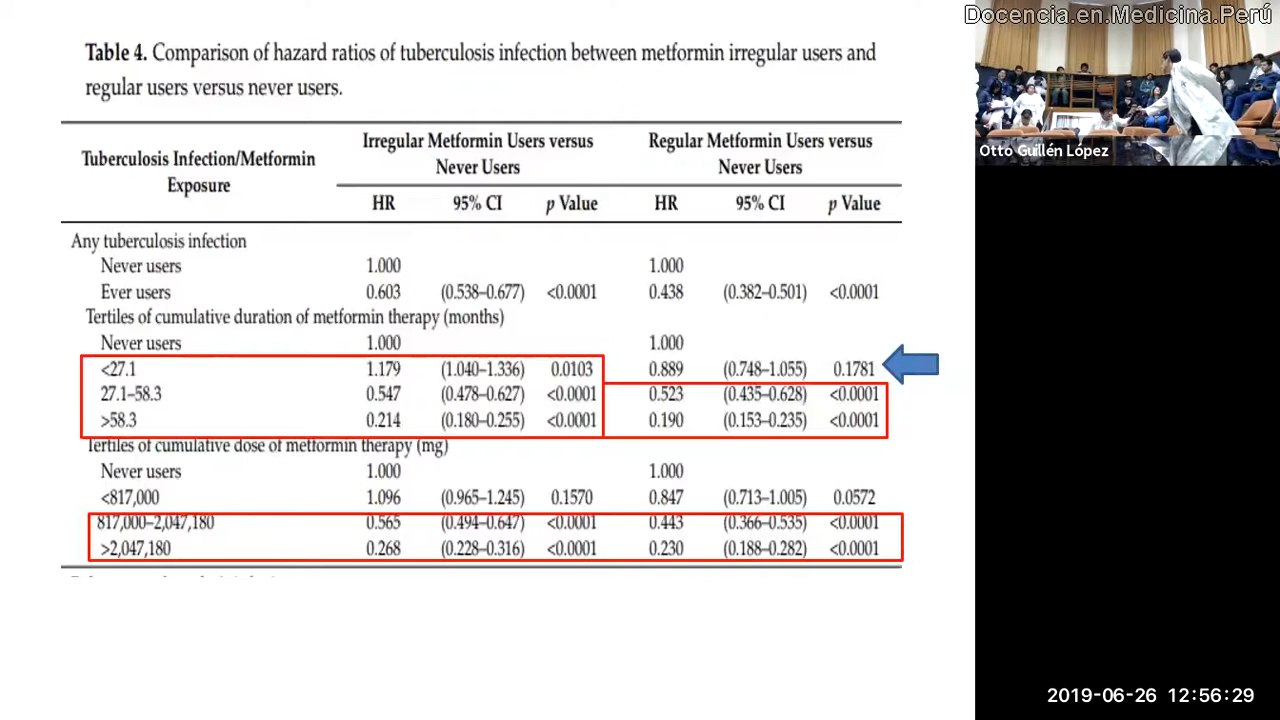 Docencia.en.Medicina.Perú
Otto Guillén López
Table 4. Comparison of hazard ratios of tuberculosis infection between metformin irregular users and
regular users versus never users.
Tuberculosis Infection/Metformin Exposure
Irregular Metformin Users versus Never Users
Regular Metformin Users versus Never Users
HR 95% CI p Value HR 95% CI p Value
Any tuberculosis infection
Never users 1.000 1.000
Ever users 0.603 (0.538–0.677) <0.0001 0.438 (0.382–0.501) <0.0001
Tertiles of cumulative duration of metformin therapy (months)
Never users 1.000 1.000
<27.1 1.179 (1.040–1.336) 0.0103 0.889 (0.748–1.055) 0.1781
27.1–58.3 0.547 (0.478–0.627) <0.0001 0.523 (0.435–0.628) <0.0001
>58.3 0.214 (0.180–0.255) <0.0001 0.190 (0.153–0.235) <0.0001
Tertiles of cumulative dose of metformin therapy (mg)
Never users 1.000 1.000
<817,000 1.096 (0.965–1.245) 0.1570 0.847 (0.713–1.005) 0.0572
817,000–2,047,180 0.565 (0.494–0.647) <0.0001 0.443 (0.366–0.535) <0.0001
>2,047,180 0.268 (0.228–0.316) <0.0001 0.230 (0.188–0.282) <0.0001
2019-06-26 12:56:29